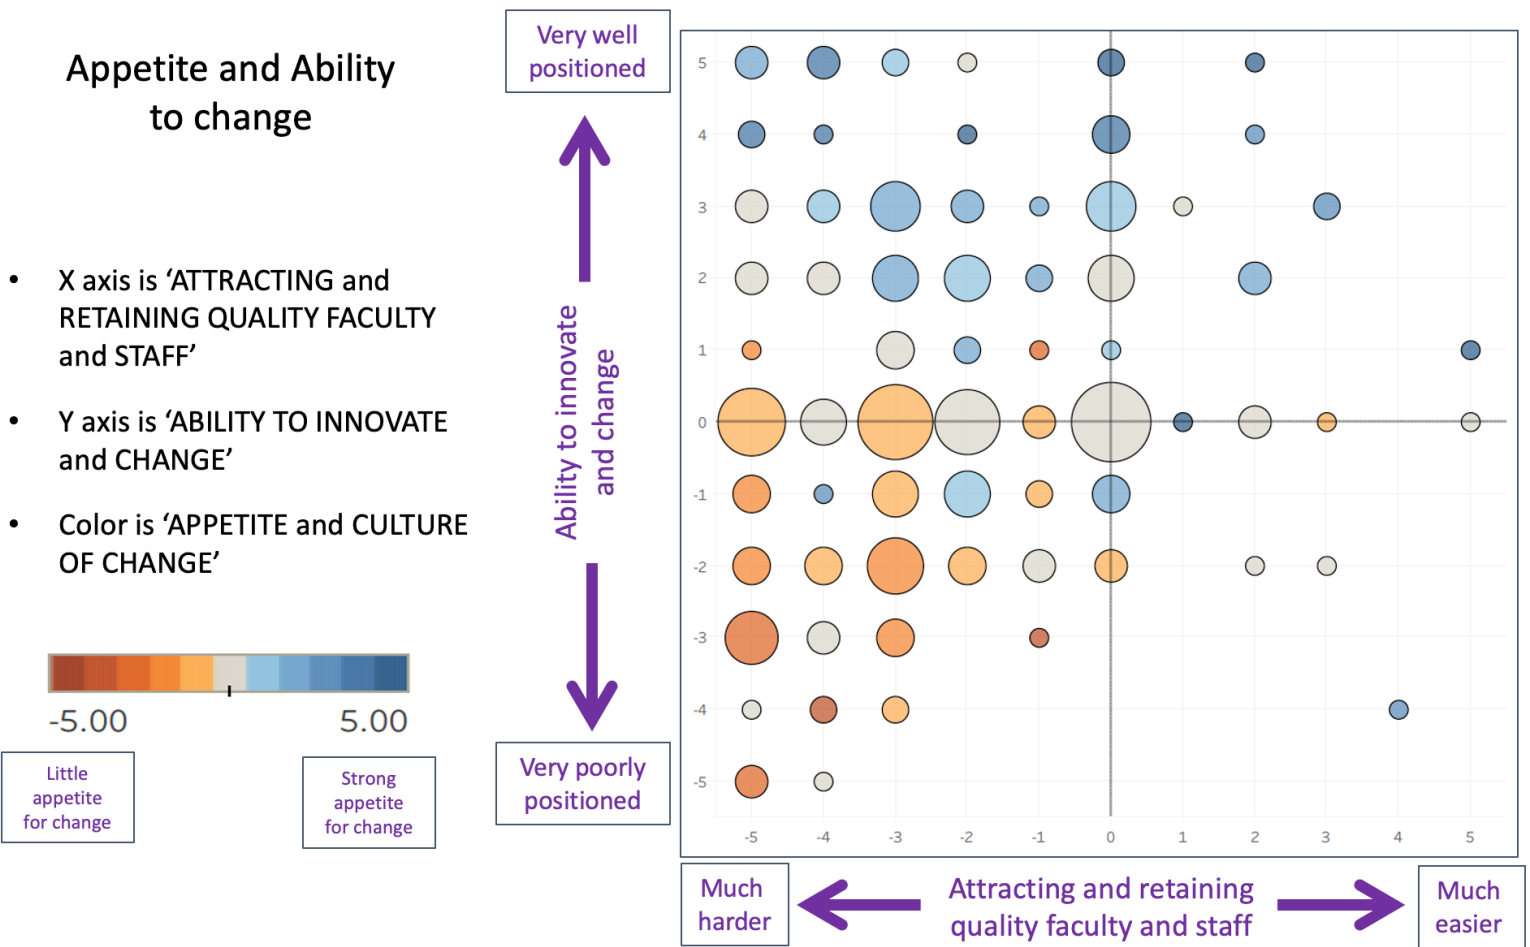 Appetite and Ability
to change
• X axis is ‘ATTRACTING and
RETAINING QUALITY FACULTY
and STAFF’
• Y axis is ‘ABILITY TO INNOVATE
and CHANGE’
• Color is ‘APPETITE and CULTURE
OF CHANGE’
-5.00 5.00
Little
appetite
for change
Strong
appetite
for change
Very well
positioned
Ability to innovate
and change
Very poorly
positioned
5
4
3
2
1
0
-1
-2
-3
-4
-5
-5 -4 -3 -2 -1 0 1 2 3 4 5
Much
harder
Attracting and retaining
quality faculty and staff
Much
easier